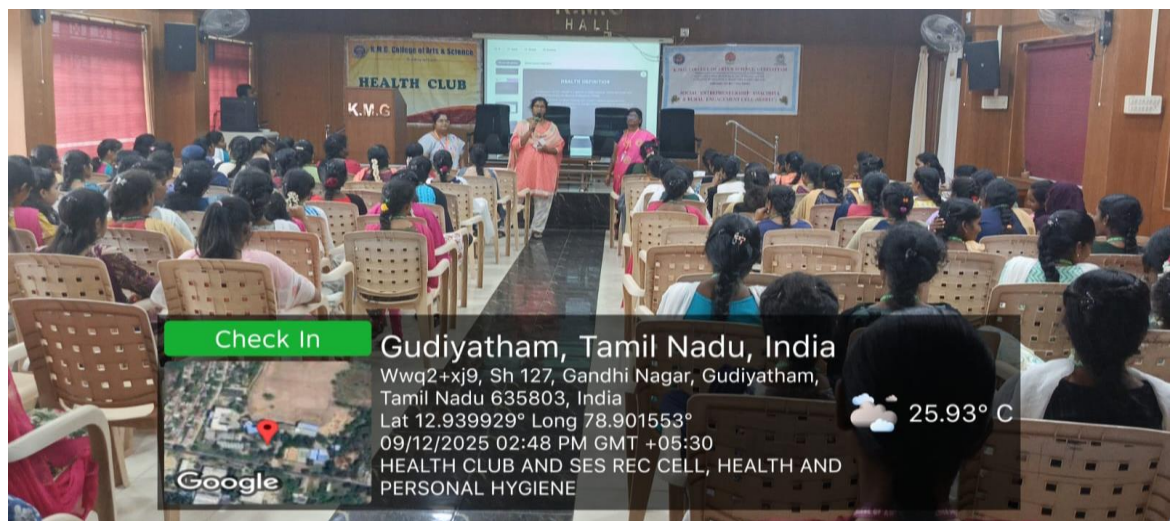 K.M.G
HALL
K.M.G. College of Arts & Science
HEALTH CLUB
HEALTH DEFINITION
K.M.G
Check In
Google
Gudiyatham, Tamil Nadu, India
Wwq2+xj9, Sh 127, Gandhi Nagar, Gudiyatham,
Tamil Nadu 635803, India
Lat 12.939929° Long 78.901553°
09/12/2025 02:48 PM GMT +05:30
HEALTH CLUB AND SES REC CELL, HEALTH AND
PERSONAL HYGIENE
25.93° C